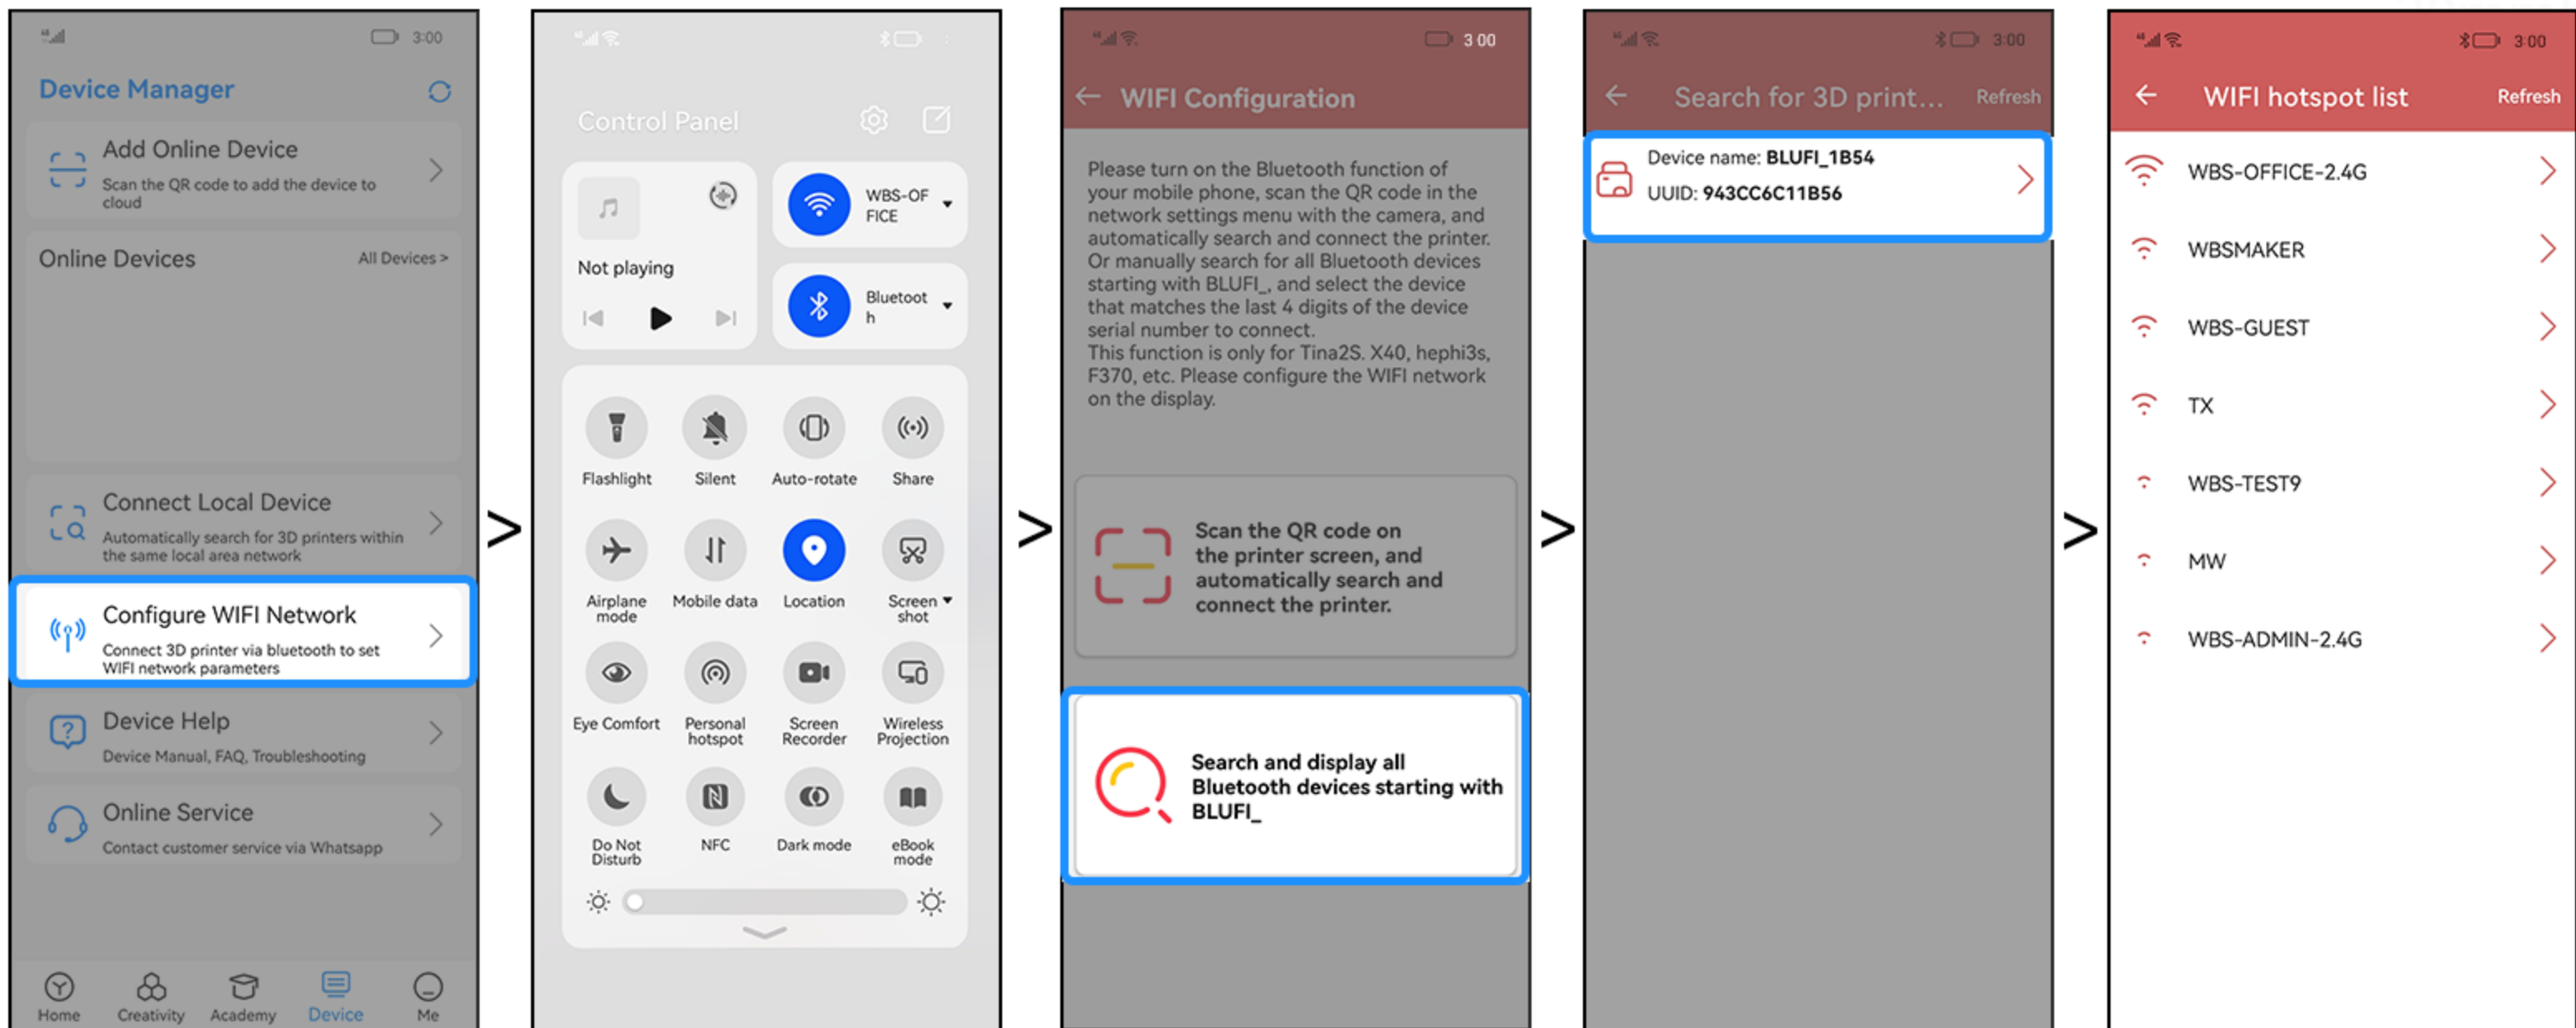 3:00
Device Manager
Add Online Device
Scan the QR code to add the device to
cloud
Online Devices
All Devices >
Connect Local Device
Automatically search for 3D printers within
the same local area network
Configure WIFI Network
Connect 3D printer via bluetooth to set
WIFI network parameters
Device Help
Device Manual, FAQ, Troubleshooting
Online Service
Contact customer service via Whatsapp
Home
Creativity
Academy
Device
Me
>
Control Panel
Not playing
WBS-OF
FICE
Bluetoot
h
Flashlight
Silent
Auto-rotate
Share
Airplane
mode
Mobile data
Location
Screen
shot
Eye Comfort
Personal
hotspot
Screen
Recorder
Wireless
Projection
Do Not
Disturb
NFC
Dark mode
eBook
mode
>
3 00
WIFI Configuration
Please turn on the Bluetooth function of
your mobile phone, scan the QR code in the
network settings menu with the camera, and
automatically search and connect the printer.
Or manually search for all Bluetooth devices
starting with BLUFI_, and select the device
that matches the last 4 digits of the device
serial number to connect.
This function is only for Tina2S. X40, hephi3s,
F370, etc. Please configure the WIFI network
on the display.
Scan the QR code on
the printer screen, and
automatically search and
connect the printer.
Search and display all
Bluetooth devices starting with
BLUFI_
>
3:00
Search for 3D print...
Refresh
Device name: BLUFI_1B54
UUID: 943CC6C11B56
>
3:00
WIFI hotspot list
Refresh
WBS-OFFICE-2.4G
WBSMAKER
WBS-GUEST
TX
WBS-TEST9
MW
WBS-ADMIN-2.4G